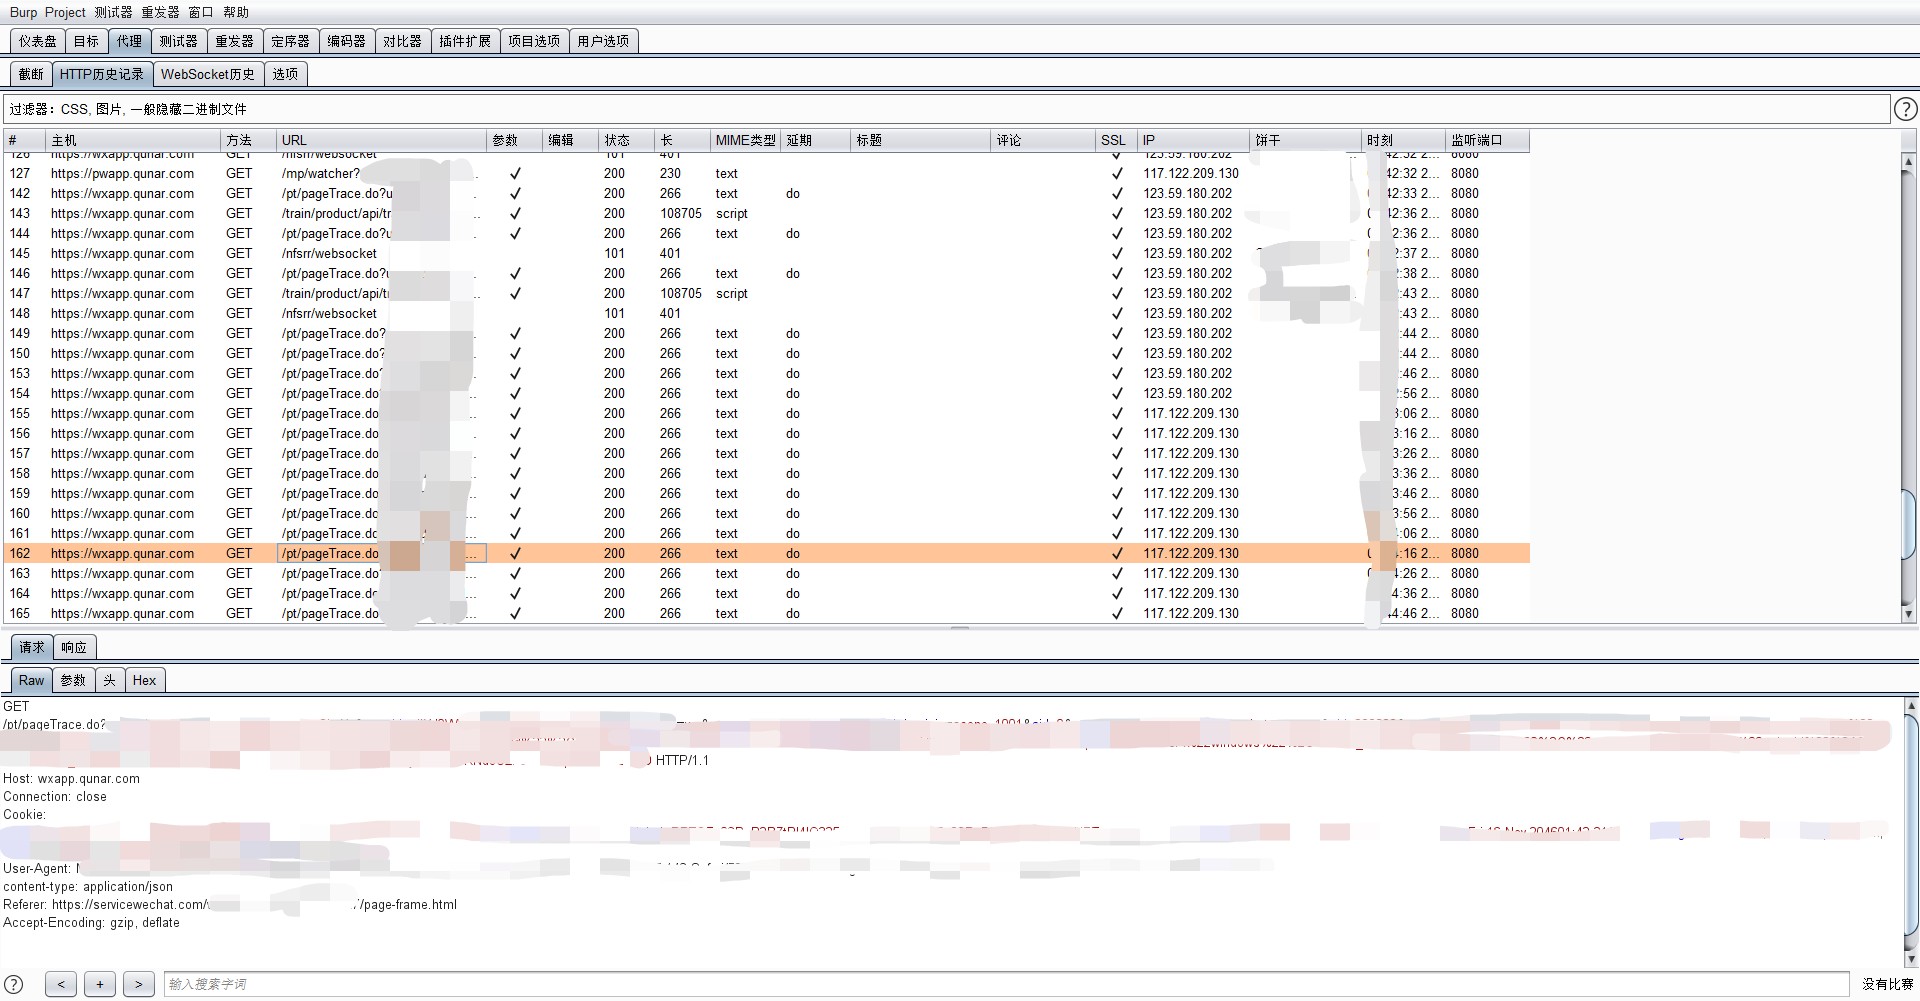 Burp Project 测试器 重发器 窗口 帮助
仪表盘 目标 代理 测试器 重发器 定序器 编码器 对比器 插件扩展 项目选项 用户选项
截断 HTTP历史记录 WebSocket历史 选项
过滤器：CSS, 图片, 一般隐藏二进制文件
# 主机 方法 URL 参数 编辑 状态 长 MIME类型 延期 标题 评论 SSL IP 饼干 时刻 监听端口
126 https://wxapp.qunar.com GET /nfsrr/websocket 101 401 ✓ 123.59.180.202 42:32 2... 8080
127 https://pwapp.qunar.com GET /mp/watcher? ✓ 200 230 text ✓ 117.122.209.130 42:32 2... 8080
142 https://wxapp.qunar.com GET /pt/pageTrace.do?u ✓ 200 266 text do ✓ 123.59.180.202 42:33 2... 8080
143 https://wxapp.qunar.com GET /train/product/api/tr ✓ 200 108705 script ✓ 123.59.180.202 42:36 2... 8080
144 https://wxapp.qunar.com GET /pt/pageTrace.do?u ✓ 200 266 text do ✓ 123.59.180.202 2:36 2... 8080
145 https://wxapp.qunar.com GET /nfsrr/websocket 101 401 ✓ 123.59.180.202 2:37 2... 8080
146 https://wxapp.qunar.com GET /pt/pageTrace.do?u ✓ 200 266 text do ✓ 123.59.180.202 2:38 2... 8080
147 https://wxapp.qunar.com GET /train/product/api/tr ✓ 200 108705 script ✓ 123.59.180.202 :43 2... 8080
148 https://wxapp.qunar.com GET /nfsrr/websocket 101 401 ✓ 123.59.180.202 :43 2... 8080
149 https://wxapp.qunar.com GET /pt/pageTrace.do? ✓ 200 266 text do ✓ 123.59.180.202 :44 2... 8080
150 https://wxapp.qunar.com GET /pt/pageTrace.do? ✓ 200 266 text do ✓ 123.59.180.202 :44 2... 8080
153 https://wxapp.qunar.com GET /pt/pageTrace.do? ✓ 200 266 text do ✓ 123.59.180.202 :46 2... 8080
154 https://wxapp.qunar.com GET /pt/pageTrace.do ✓ 200 266 text do ✓ 123.59.180.202 :56 2... 8080
155 https://wxapp.qunar.com GET /pt/pageTrace.do ✓ 200 266 text do ✓ 117.122.209.130 3:06 2... 8080
156 https://wxapp.qunar.com GET /pt/pageTrace.do ✓ 200 266 text do ✓ 117.122.209.130 3:16 2... 8080
157 https://wxapp.qunar.com GET /pt/pageTrace.do ✓ 200 266 text do ✓ 117.122.209.130 3:26 2... 8080
158 https://wxapp.qunar.com GET /pt/pageTrace.do ✓ 200 266 text do ✓ 117.122.209.130 3:36 2... 8080
159 https://wxapp.qunar.com GET /pt/pageTrace.do ✓ 200 266 text do ✓ 117.122.209.130 3:46 2... 8080
160 https://wxapp.qunar.com GET /pt/pageTrace.do ✓ 200 266 text do ✓ 117.122.209.130 3:56 2... 8080
161 https://wxapp.qunar.com GET /pt/pageTrace.do ✓ 200 266 text do ✓ 117.122.209.130 :06 2... 8080
162 https://wxapp.qunar.com GET /pt/pageTrace.do ✓ 200 266 text do ✓ 117.122.209.130 :16 2... 8080
163 https://wxapp.qunar.com GET /pt/pageTrace.do ✓ 200 266 text do ✓ 117.122.209.130 4:26 2... 8080
164 https://wxapp.qunar.com GET /pt/pageTrace.do ✓ 200 266 text do ✓ 117.122.209.130 4:36 2... 8080
165 https://wxapp.qunar.com GET /pt/pageTrace.do ✓ 200 266 text do ✓ 117.122.209.130 44:46 2... 8080
请求 响应
Raw 参数 头 Hex
GET
/pt/pageTrace.do?
HTTP/1.1
Host: wxapp.qunar.com
Connection: close
Cookie:
User-Agent:
content-type: application/json
Referer: https://servicewechat.com/ /page-frame.html
Accept-Encoding: gzip, deflate
? < + > 输入搜索字词 没有比赛